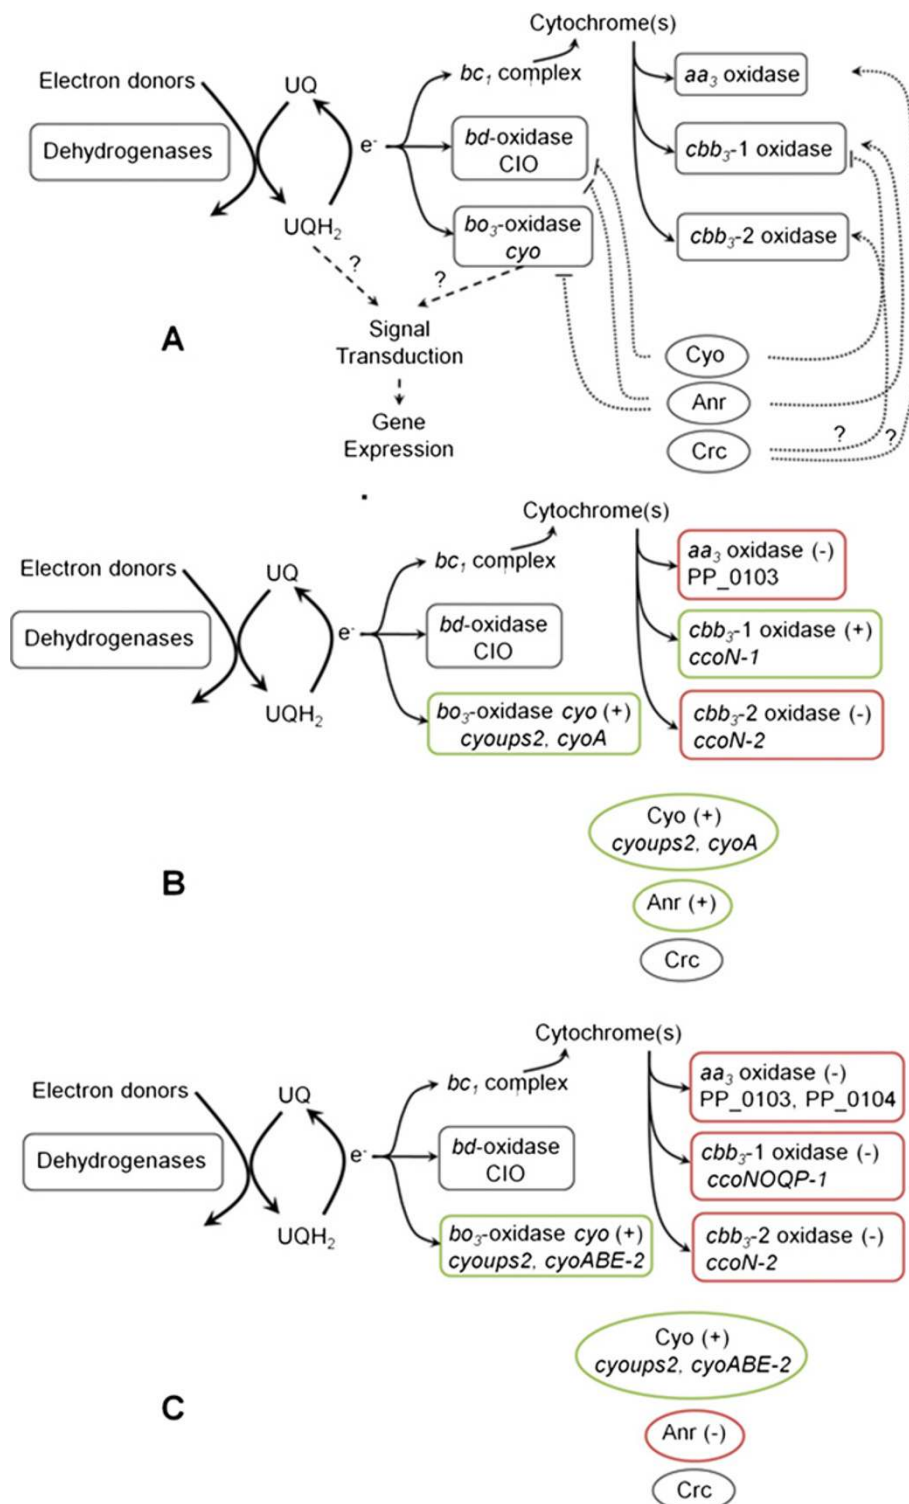 Cytochrome(s)
Electron donors
UQ
bc1 complex
aa3 oxidase
Dehydrogenases
e-
bd-oxidase
CIO
cbb3-1 oxidase
UQH2
bo3-oxidase
cyo
cbb3-2 oxidase
?
?
A
Signal
Transduction
Cyo
Gene
Expression
Anr
Crc
?
?
Cytochrome(s)
Electron donors
UQ
bc1 complex
aa3 oxidase (-)
PP_0103
Dehydrogenases
e-
bd-oxidase
CIO
cbb3-1 oxidase (+)
ccoN-1
UQH2
bo3-oxidase cyo (+)
cyoups2, cyoA
cbb3-2 oxidase (-)
ccoN-2
Cyo (+)
cyoups2, cyoA
B
Anr (+)
Crc
Cytochrome(s)
Electron donors
UQ
bc1 complex
aa3 oxidase (-)
PP_0103, PP_0104
Dehydrogenases
e-
bd-oxidase
CIO
cbb3-1 oxidase (-)
ccoNOQP-1
UQH2
bo3-oxidase cyo (+)
cyoups2, cyoABE-2
cbb3-2 oxidase (-)
ccoN-2
Cyo (+)
cyoups2, cyoABE-2
C
Anr (-)
Crc